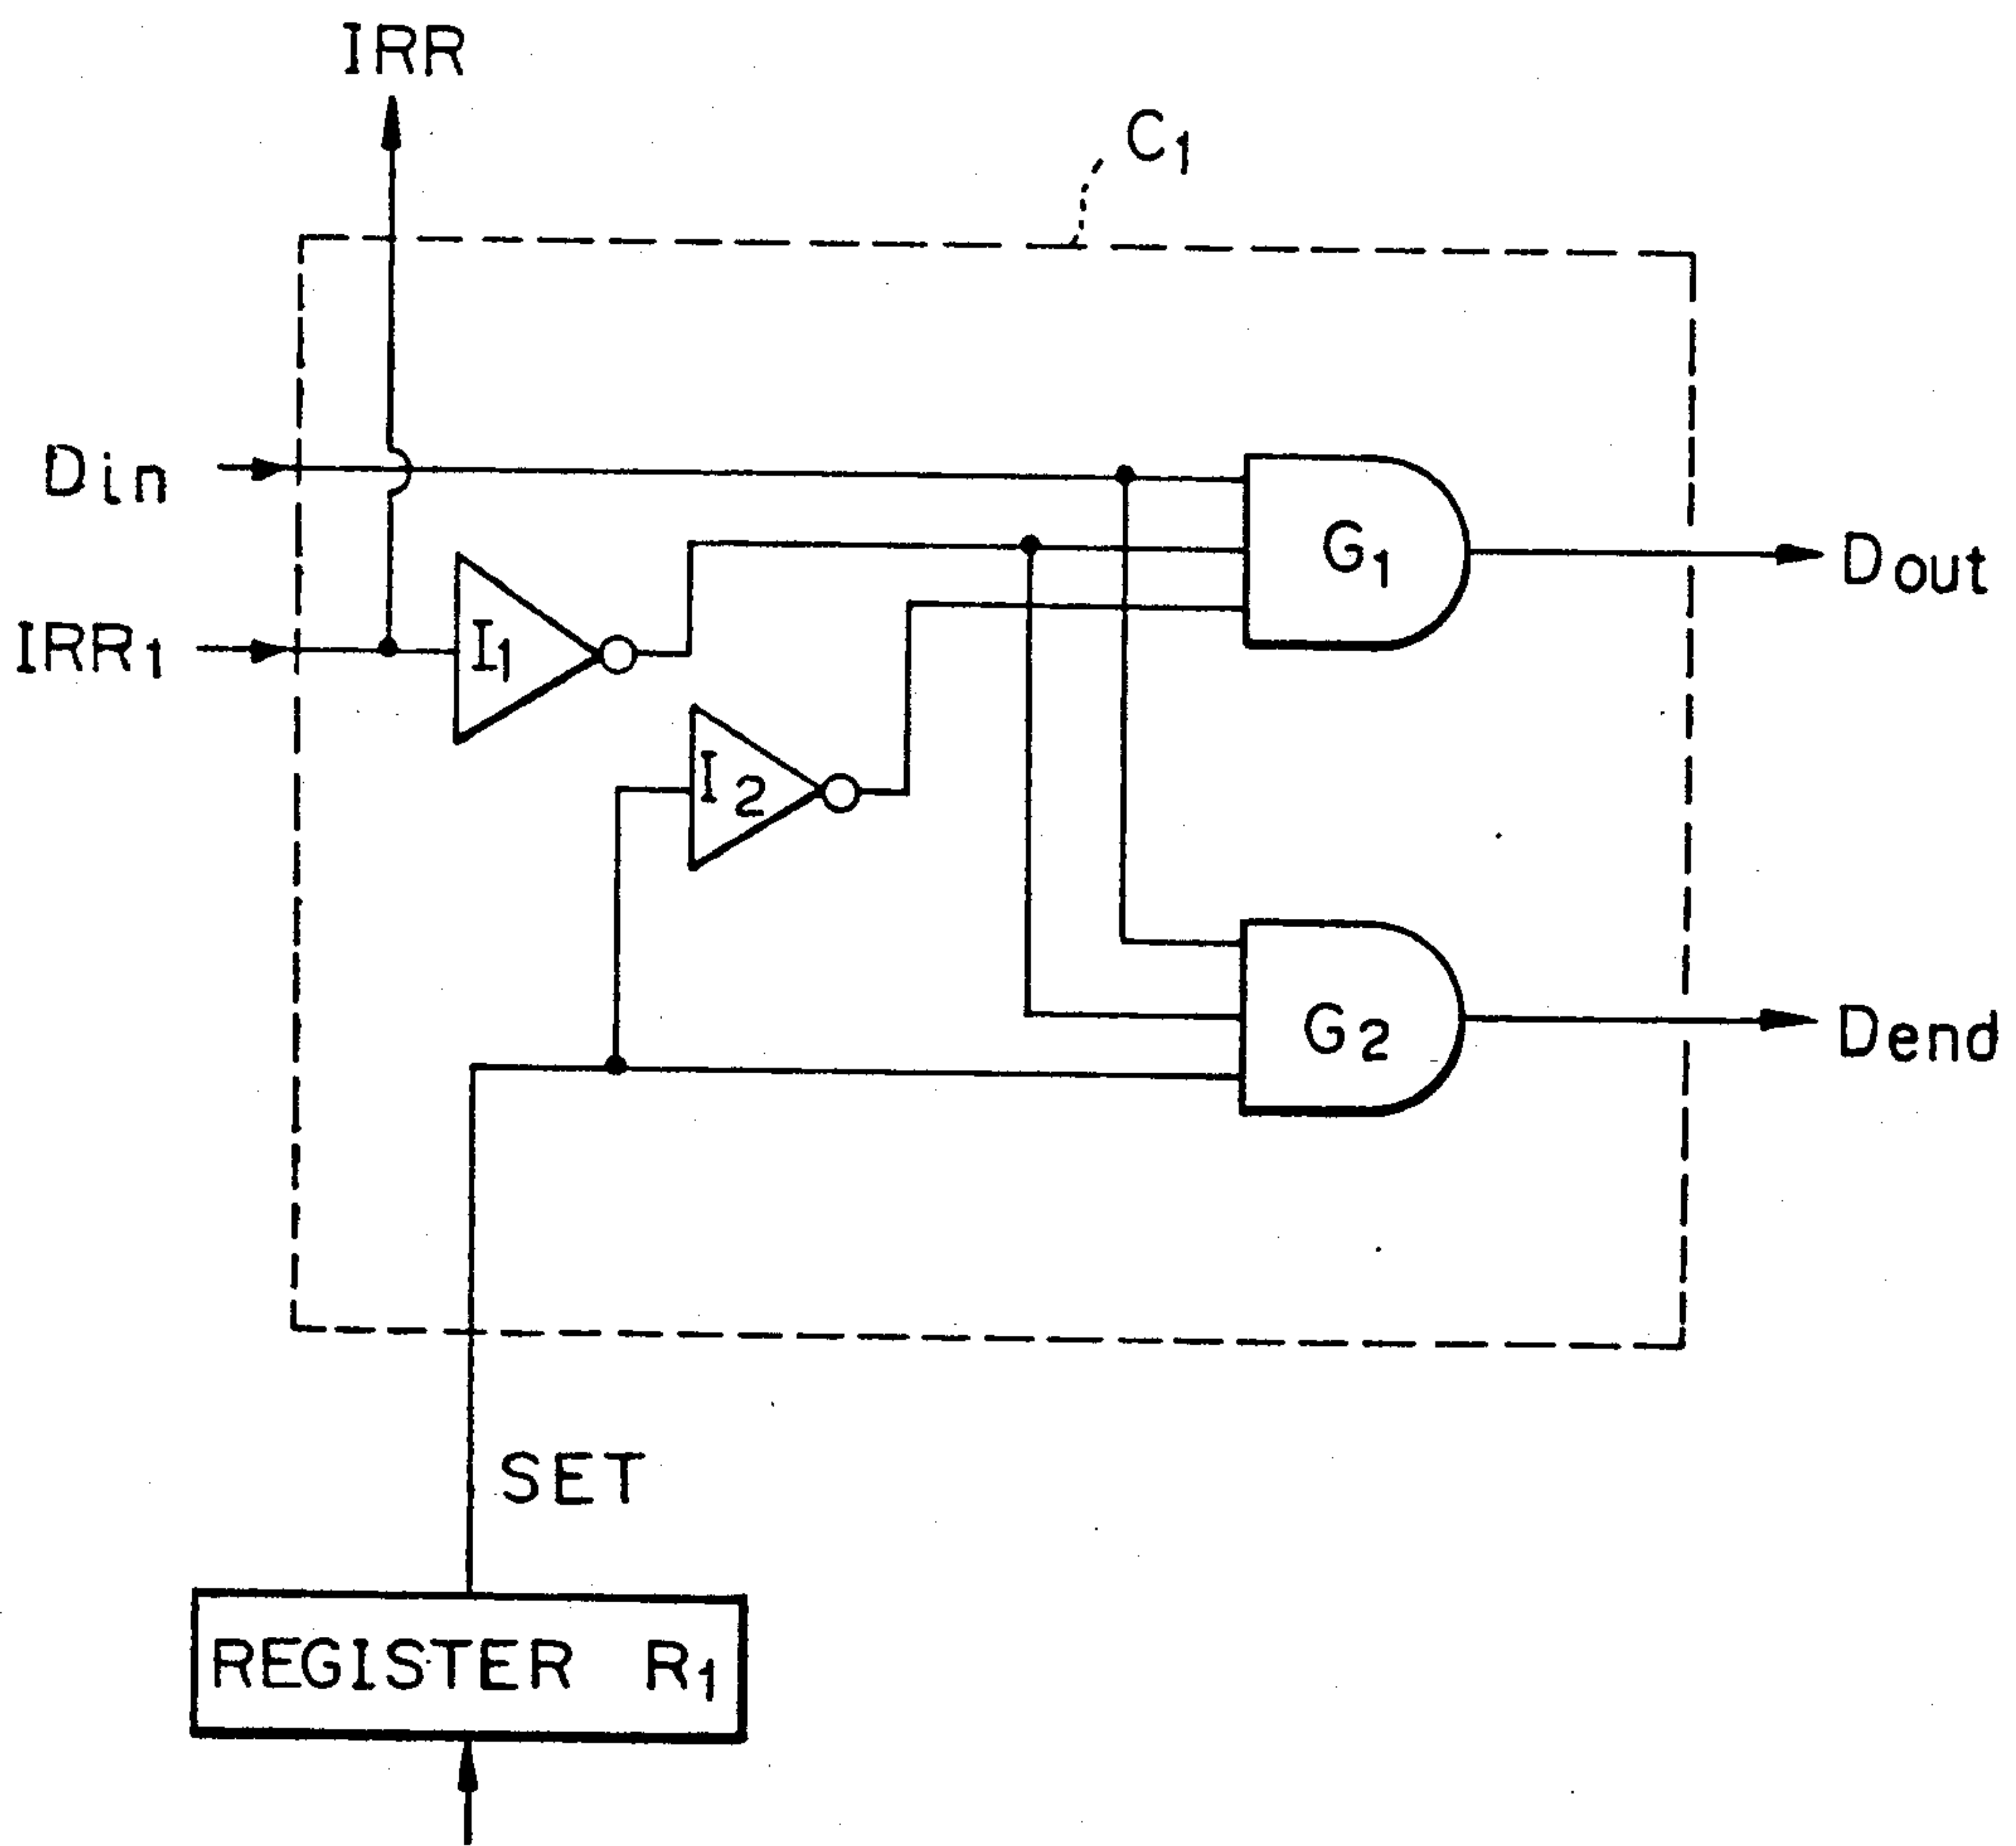 IRR
C1
Din
G1
Dout
IRR1
I1
I2
G2
Dend
SET
REGISTER R1